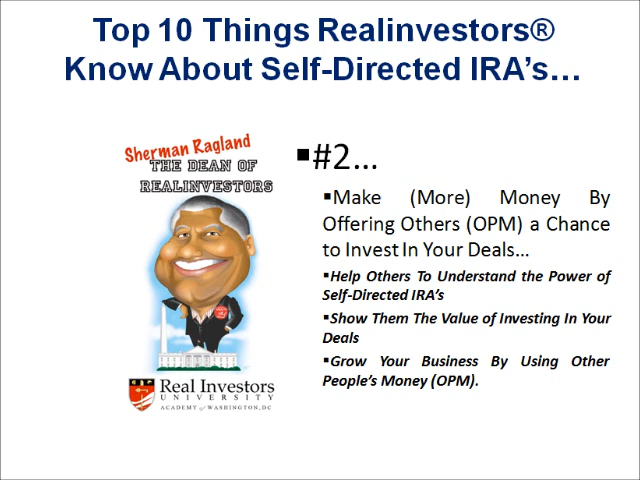 Top 10 Things Realinvestors®
Know About Self-Directed IRA's…
Sherman Ragland
THE DEAN OF
REALINVESTORS
Real Investors
UNIVERSITY
ACADEMY of WASHINGTON, DC
▪#2…
▪Make (More) Money By
Offering Others (OPM) a Chance
to Invest In Your Deals…
▪Help Others To Understand the Power of
Self-Directed IRA's
▪Show Them The Value of Investing In Your
Deals
▪Grow Your Business By Using Other
People's Money (OPM).